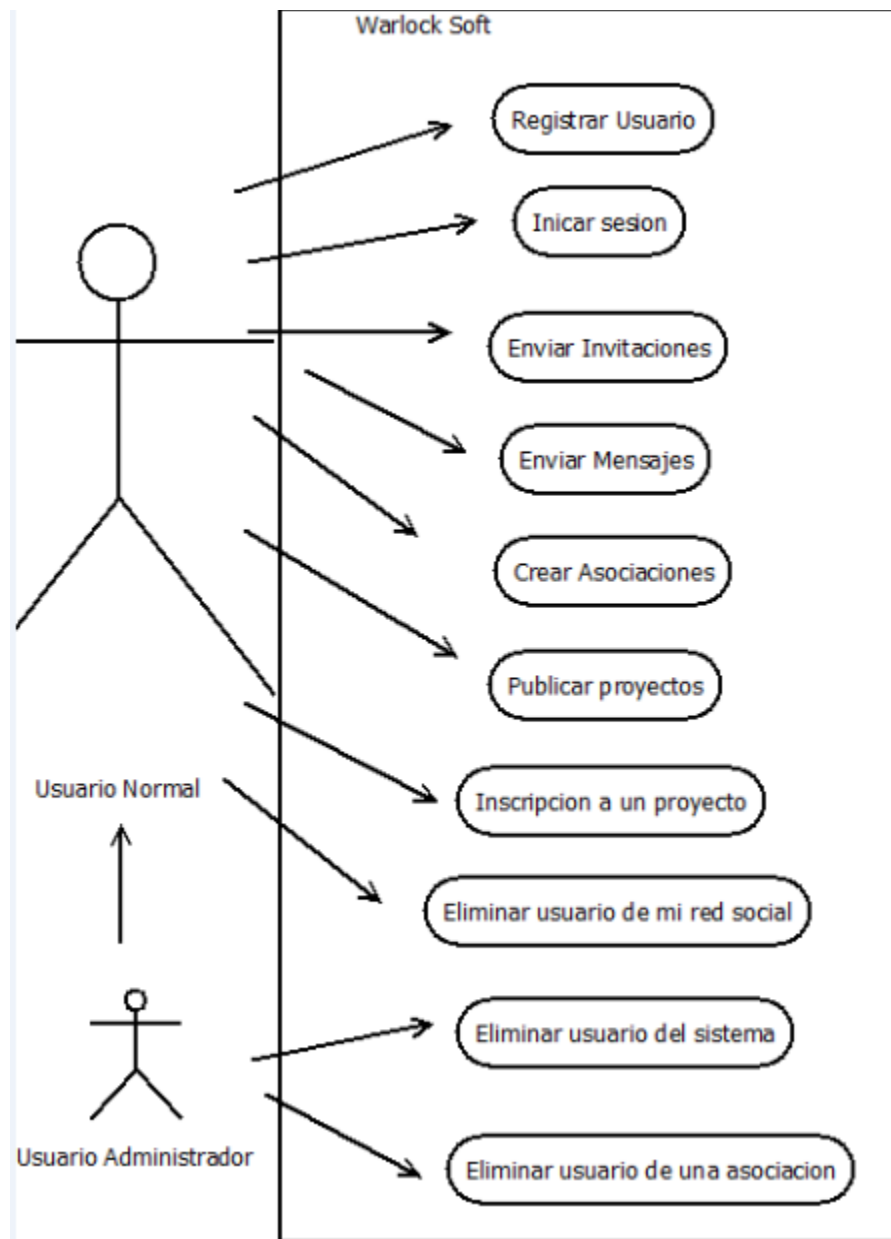 Warlock Soft
Registrar Usuario
Inicar sesion
Enviar Invitaciones
Enviar Mensajes
Crear Asociaciones
Publicar proyectos
Usuario Normal
Inscripcion a un proyecto
Eliminar usuario de mi red social
Eliminar usuario del sistema
Usuario Administrador
Eliminar usuario de una asociacion